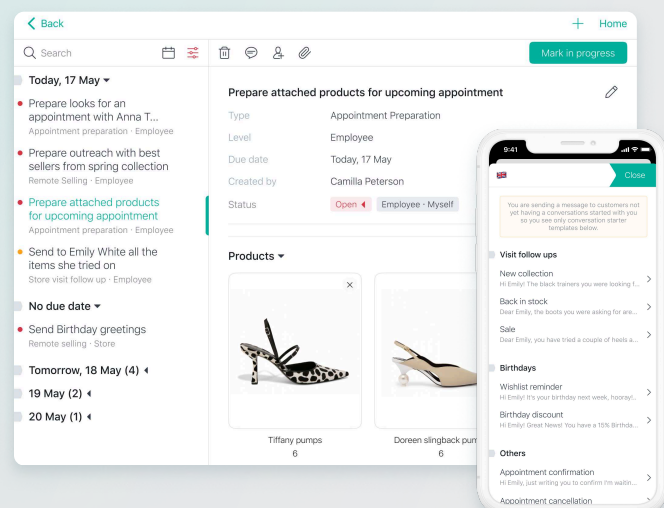 Back
Home
Search
Mark in progress
Today, 17 May
Prepare looks for an
appointment with Anna T...
Appointment preparation · Employee
Prepare outreach with best
sellers from spring collection
Remote Selling · Employee
Prepare attached products
for upcoming appointment
Appointment preparation · Employee
Send to Emily White all the
items she tried on
Store visit follow up · Employee
No due date
Send Birthday greetings
Remote selling · Store
Tomorrow, 18 May (4)
19 May (2)
20 May (1)
Prepare attached products for upcoming appointment
Type Appointment Preparation
Level Employee
Due date Today, 17 May
Created by Camilla Peterson
Status Open Employee · Myself
Products
Tiffany pumps
6
Doreen slingback pum
6
9:41
Close
You are sending a message to customers not
yet having a conversations started with you
so you see only conversation starter
templates below.
Visit follow ups
New collection
Hi Emily! The black trainers you were looking f...
Back in stock
Dear Emily, the boots you were asking for are...
Sale
Dear Emily, you have tried a couple of heels a...
Birthdays
Wishlist reminder
Hi Emily! It's your birthday next week, hooray!..
Birthday discount
Hi Emily! Great News! You have a 15% Birthda...
Others
Appointment confirmation
Hi Emily, just writing you to confirm I'm waitin...
Appointment cancellation